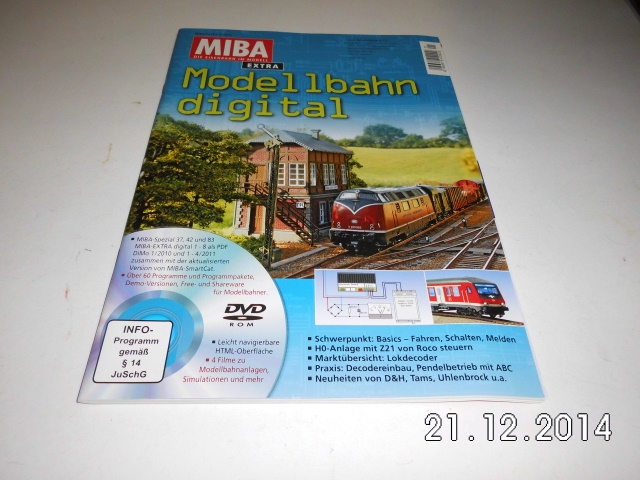 MIBA
DIE EISENBAHN IM MODELL
EXTRA
Modellbahn
digital
• MIBA-Spezial 37, 42 und 83
MIBA-EXTRA digital 1 - 8 als PDF
DiMo 1/2010 und 1 - 4/2011
zusammen mit der aktualisierten
Version von MIBA-SmartCat.
• Über 60 Programme und Programmpakete,
Demo-Versionen, Free- und Shareware
für Modellbahner.
DVD
ROM
INFO-
Programm
gemäß
§ 14
JuSchG
• Leicht navigierbare
HTML-Oberfläche
• 4 Filme zu
Modellbahnanlagen,
Simulationen und mehr
▪ Schwerpunkt: Basics – Fahren, Schalten, Melden
▪ H0-Anlage mit Z21 von Roco steuern
▪ Marktübersicht: Lokdecoder
▪ Praxis: Decodereinbau, Pendelbetrieb mit ABC
▪ Neuheiten von D&H, Tams, Uhlenbrock u.a.
21.12.2014